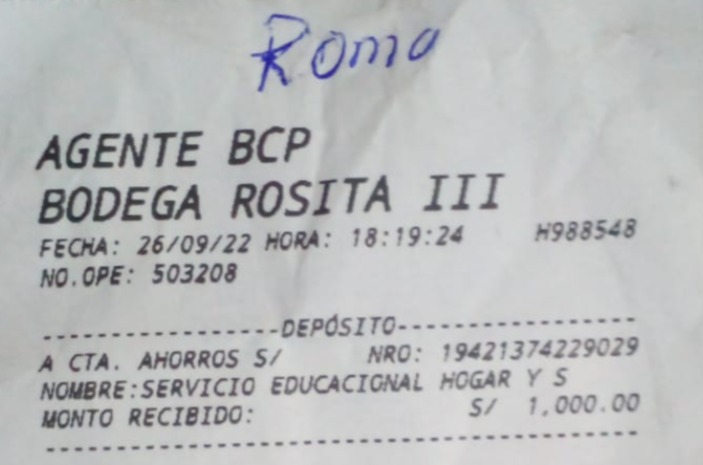 Roma
AGENTE BCP
BODEGA ROSITA III
FECHA: 26/09/22 HORA: 18:19:24 H988548
NO.OPE: 503208
-----------------DEPÓSITO-----------------
A CTA. AHORROS S/ NRO: 19421374229029
NOMBRE:SERVICIO EDUCACIONAL HOGAR Y S
MONTO RECIBIDO: S/ 1,000.00
------------------------------------------